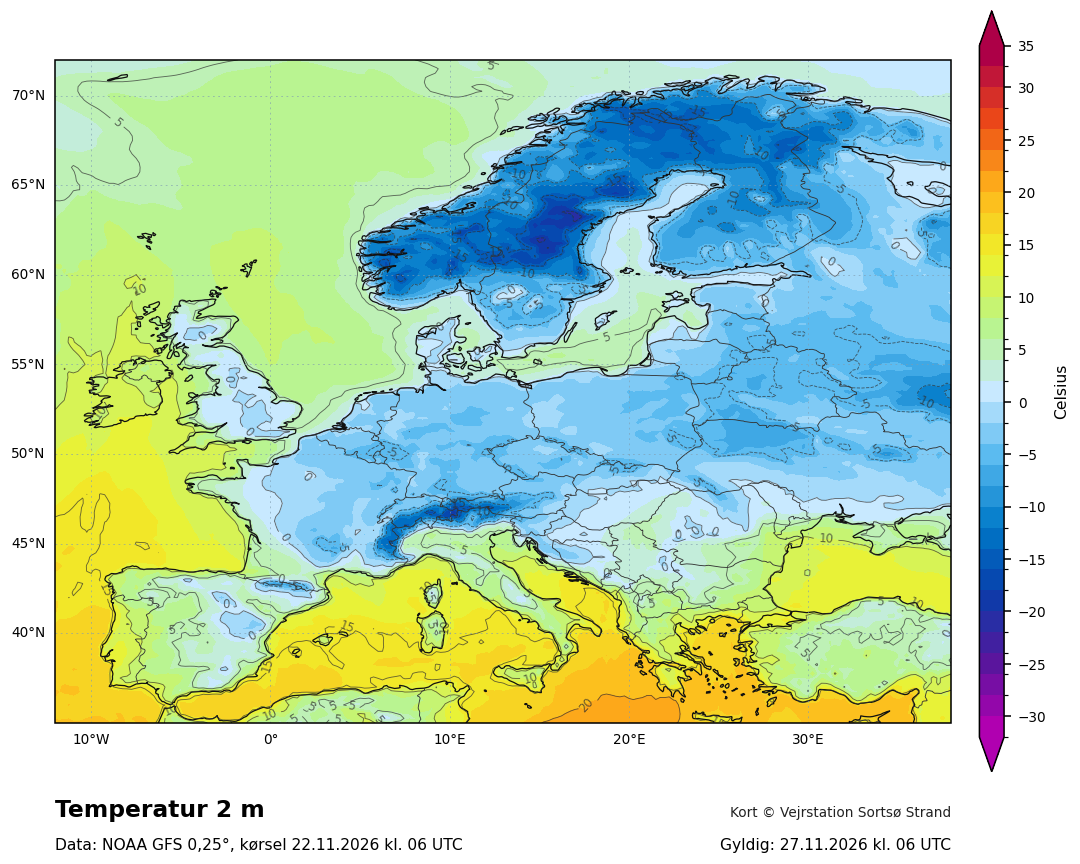 70°N
65°N
60°N
55°N
50°N
45°N
40°N
10°W
0°
10°E
20°E
30°E
35
30
25
20
15
10
5
0
−5
−10
−15
−20
−25
−30
Celsius
Temperatur 2 m
Kort © Vejrstation Sortsø Strand
Data: NOAA GFS 0,25°, kørsel 22.11.2026 kl. 06 UTC
Gyldig: 27.11.2026 kl. 06 UTC